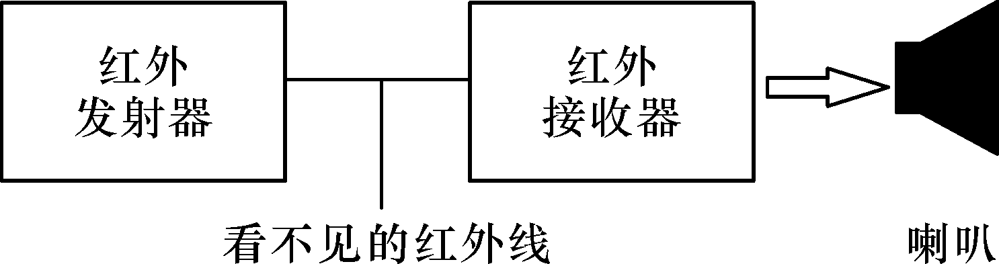 红外
发射器
红外
接收器
看不见的红外线
喇叭